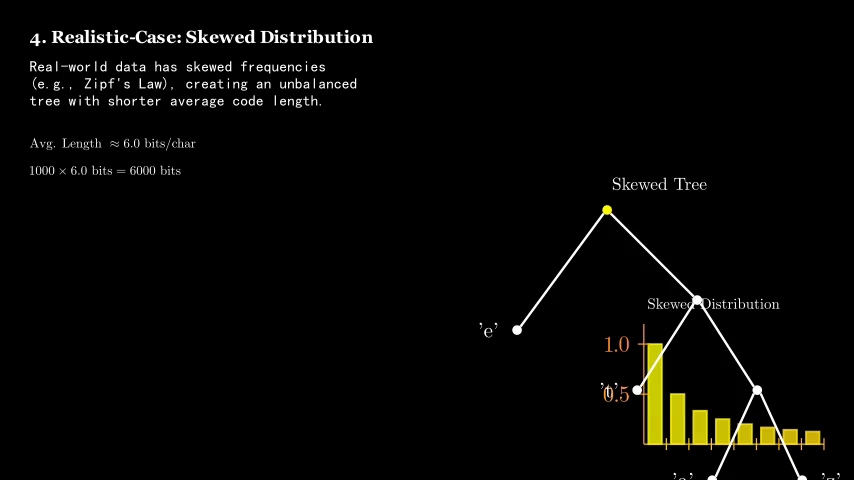 4. Realistic-Case: Skewed Distribution
Real-world data has skewed frequencies
(e.g., Zipf's Law), creating an unbalanced
tree with shorter average code length.
Avg. Length ≈ 6.0 bits/char
1000 × 6.0 bits = 6000 bits
Skewed Tree
'e'
Skewed Distribution
1.0
't'
0.5
'z'